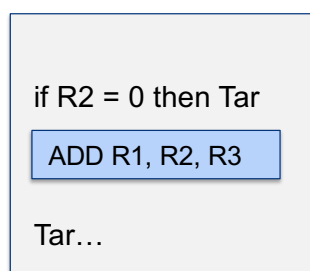 if R2 = 0 then Tar
ADD R1, R2, R3
Tar…